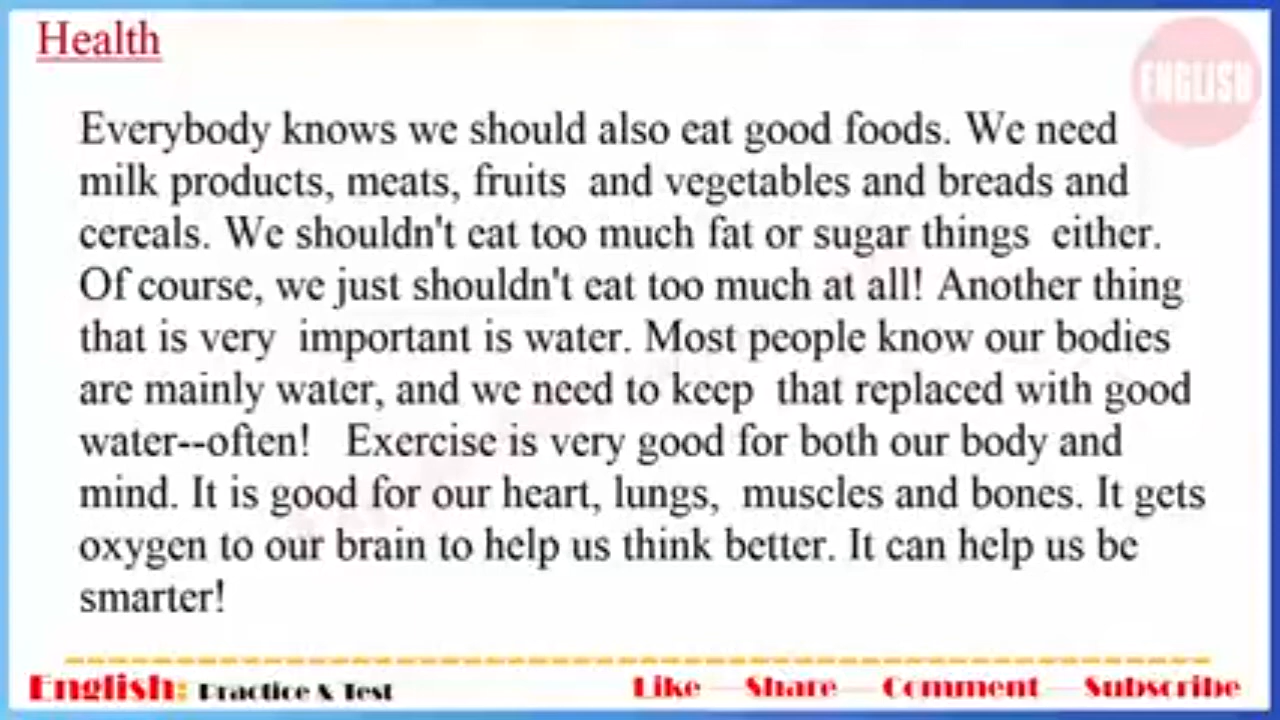 Health
ENGLISH
Everybody knows we should also eat good foods. We need
milk products, meats, fruits and vegetables and breads and
cereals. We shouldn't eat too much fat or sugar things either.
Of course, we just shouldn't eat too much at all! Another thing
that is very important is water. Most people know our bodies
are mainly water, and we need to keep that replaced with good
water--often! Exercise is very good for both our body and
mind. It is good for our heart, lungs, muscles and bones. It gets
oxygen to our brain to help us think better. It can help us be
smarter!
English: Practice & Test
Like — Share — Comment — Subscribe